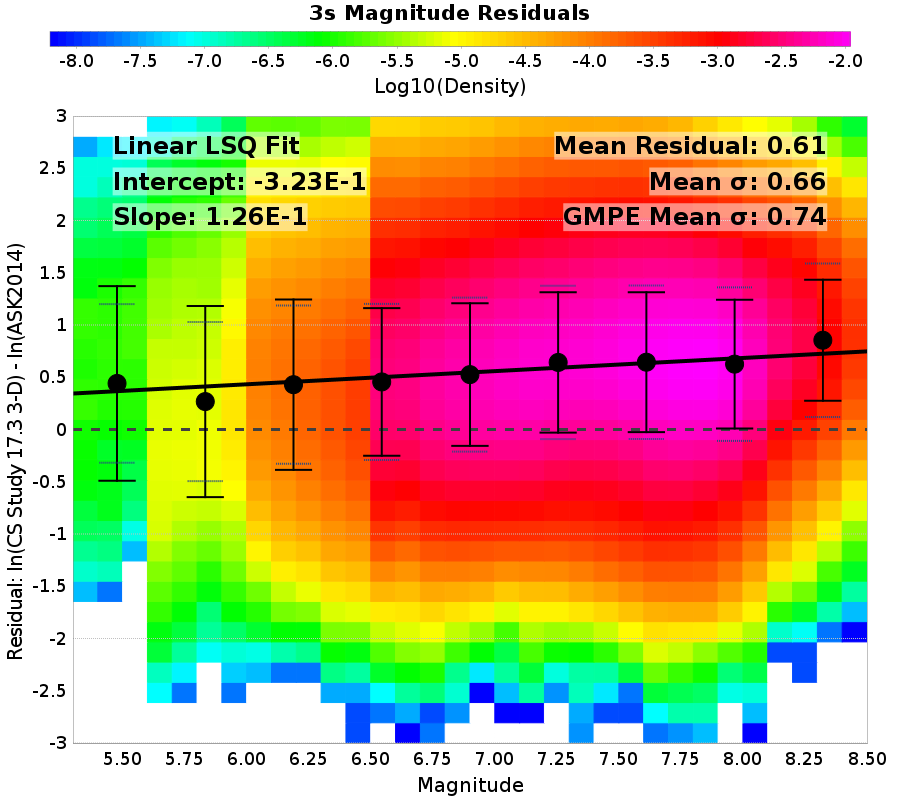 3s Magnitude Residuals
-8.0 -7.5 -7.0 -6.5 -6.0 -5.5 -5.0 -4.5 -4.0 -3.5 -3.0 -2.5 -2.0
Log10(Density)
Linear LSQ Fit
Intercept: -3.23E-1
Slope: 1.26E-1
Mean Residual: 0.61
Mean σ: 0.66
GMPE Mean σ: 0.74
Residual: ln(CS Study 17.3 3-D) - ln(ASK2014)
3
2.5
2
1.5
1
0.5
0
-0.5
-1
-1.5
-2
-2.5
-3
5.50 5.75 6.00 6.25 6.50 6.75 7.00 7.25 7.50 7.75 8.00 8.25 8.50
Magnitude